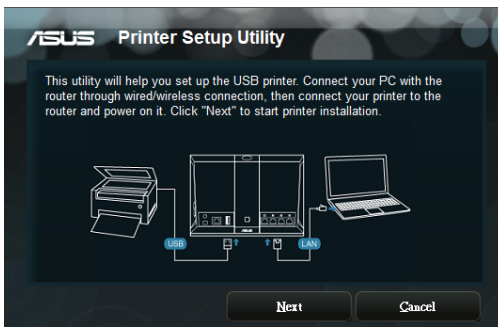 ASUS Printer Setup Utility
This utility will help you set up the USB printer. Connect your PC with the
router through wired/wireless connection, then connect your printer to the
router and power on it. Click "Next" to start printer installation.
ASUS
USB
LAN
Next Cancel